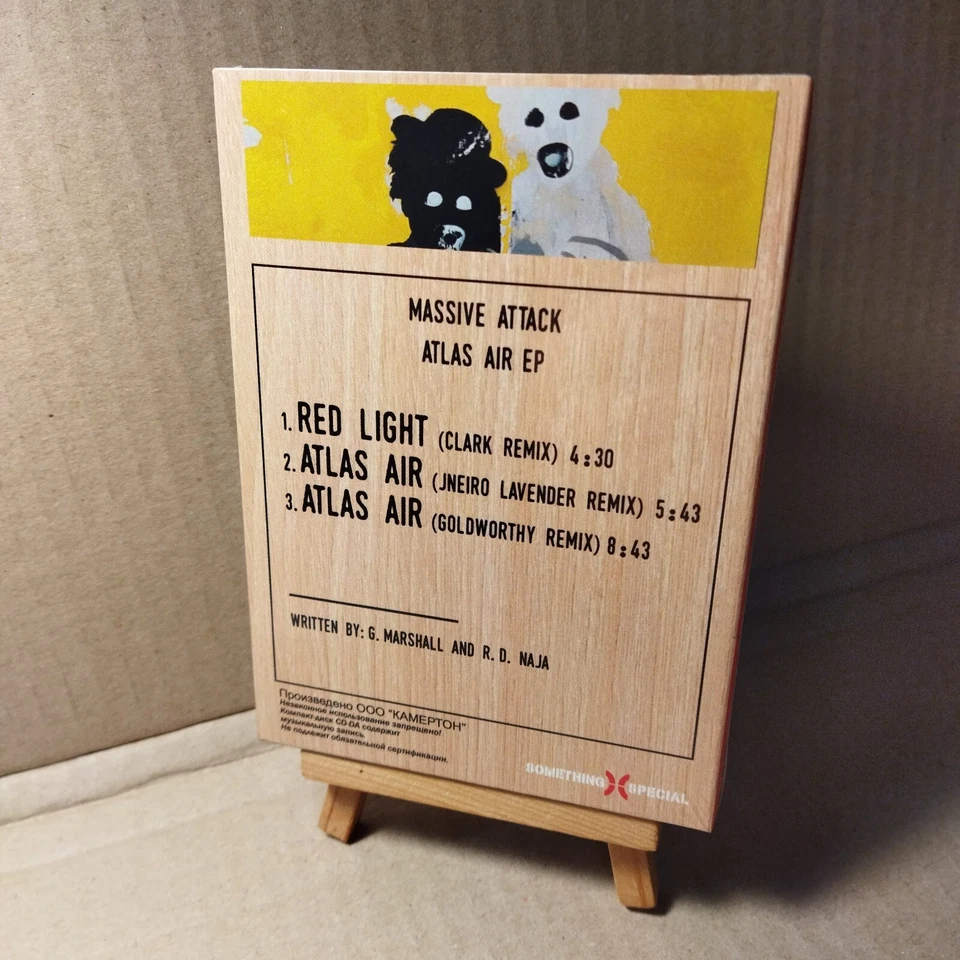 MASSIVE ATTACK
ATLAS AIR EP
1. RED LIGHT (CLARK REMIX) 4:30
2. ATLAS AIR (JNEIRO LAVENDER REMIX) 5:43
3. ATLAS AIR (GOLDWORTHY REMIX) 8:43
WRITTEN BY: G. MARSHALL AND R. D. NAJA
Произведено ООО "КАМЕРТОН"
Незаконное использование запрещено!
Компакт-диск CD-DA содержит
музыкальную запись.
Не подлежит обязательной сертификации.
SOMETHING SPECIAL